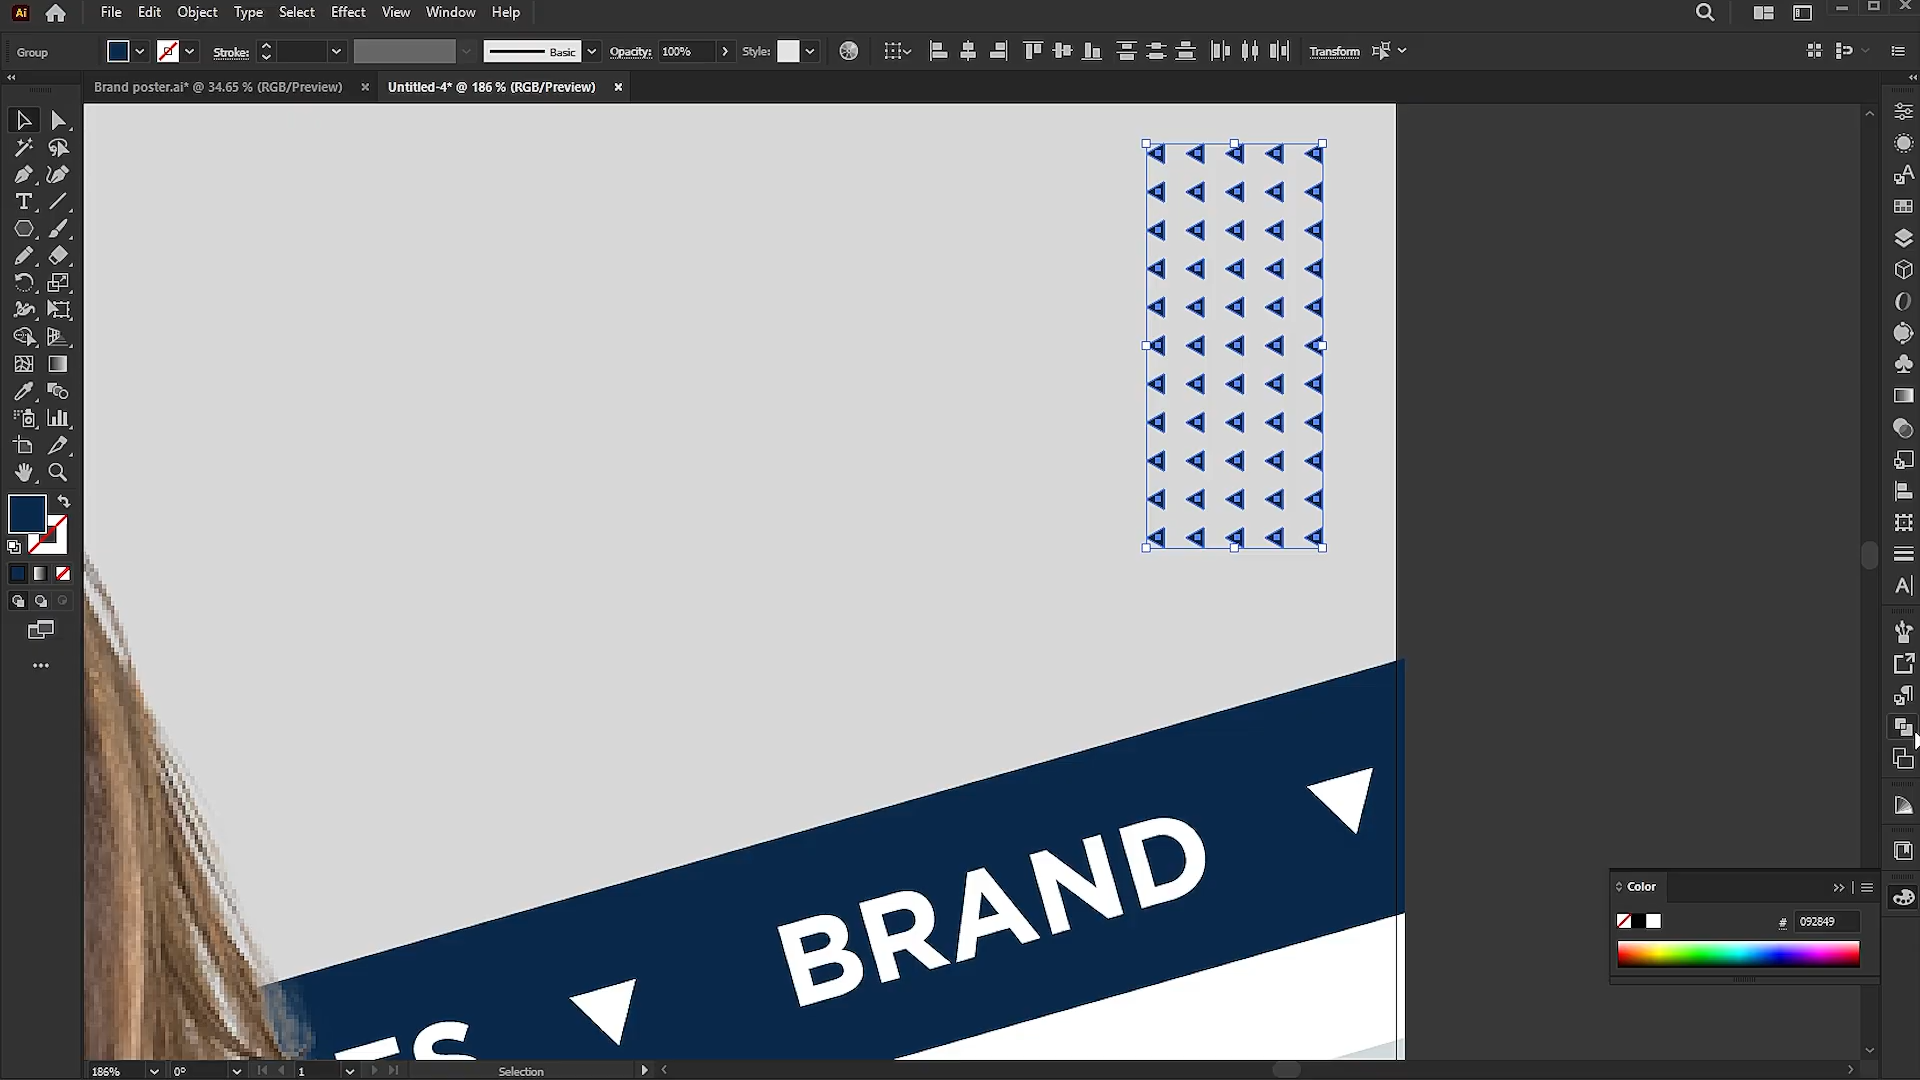 Ai File Edit Object Type Select Effect View Window Help
Group Stroke: Basic Opacity: 100% Style: Transform
Brand poster.ai* @ 34.65 % (RGB/Preview) × Untitled-4* @ 186 % (RGB/Preview) ×
BRAND
ES
Color
# 092849
186% 0° 1 Selection